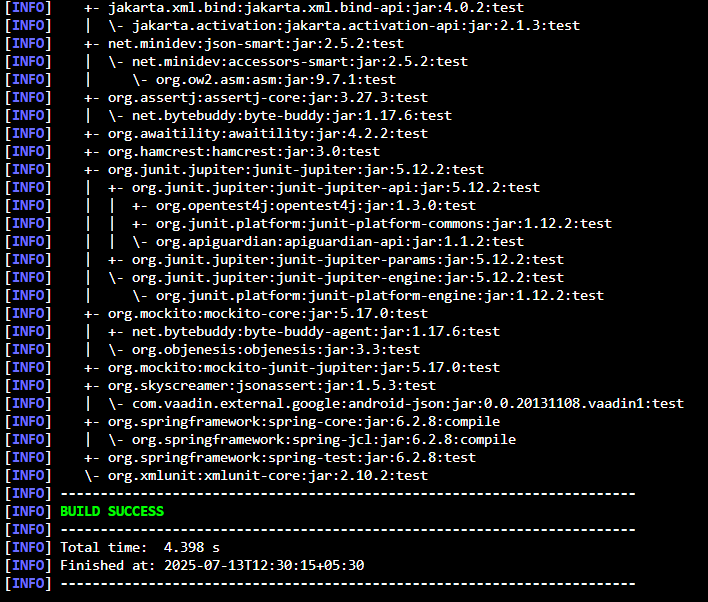 [INFO]    +- jakarta.xml.bind:jakarta.xml.bind-api:jar:4.0.2:test
[INFO]    |  \- jakarta.activation:jakarta.activation-api:jar:2.1.3:test
[INFO]    +- net.minidev:json-smart:jar:2.5.2:test
[INFO]    |  \- net.minidev:accessors-smart:jar:2.5.2:test
[INFO]    |     \- org.ow2.asm:asm:jar:9.7.1:test
[INFO]    +- org.assertj:assertj-core:jar:3.27.3:test
[INFO]    |  \- net.bytebuddy:byte-buddy:jar:1.17.6:test
[INFO]    +- org.awaitility:awaitility:jar:4.2.2:test
[INFO]    +- org.hamcrest:hamcrest:jar:3.0:test
[INFO]    +- org.junit.jupiter:junit-jupiter:jar:5.12.2:test
[INFO]    |  +- org.junit.jupiter:junit-jupiter-api:jar:5.12.2:test
[INFO]    |  |  +- org.opentest4j:opentest4j:jar:1.3.0:test
[INFO]    |  |  +- org.junit.platform:junit-platform-commons:jar:1.12.2:test
[INFO]    |  |  \- org.apiguardian:apiguardian-api:jar:1.1.2:test
[INFO]    |  +- org.junit.jupiter:junit-jupiter-params:jar:5.12.2:test
[INFO]    |  \- org.junit.jupiter:junit-jupiter-engine:jar:5.12.2:test
[INFO]    |     \- org.junit.platform:junit-platform-engine:jar:1.12.2:test
[INFO]    +- org.mockito:mockito-core:jar:5.17.0:test
[INFO]    |  +- net.bytebuddy:byte-buddy-agent:jar:1.17.6:test
[INFO]    |  \- org.objenesis:objenesis:jar:3.3:test
[INFO]    +- org.mockito:mockito-junit-jupiter:jar:5.17.0:test
[INFO]    +- org.skyscreamer:jsonassert:jar:1.5.3:test
[INFO]    |  \- com.vaadin.external.google:android-json:jar:0.0.20131108.vaadin1:test
[INFO]    +- org.springframework:spring-core:jar:6.2.8:compile
[INFO]    |  \- org.springframework:spring-jcl:jar:6.2.8:compile
[INFO]    +- org.springframework:spring-test:jar:6.2.8:test
[INFO]    \- org.xmlunit:xmlunit-core:jar:2.10.2:test
[INFO] ------------------------------------------------------------------------
[INFO] BUILD SUCCESS
[INFO] ------------------------------------------------------------------------
[INFO] Total time:  4.398 s
[INFO] Finished at: 2025-07-13T12:30:15+05:30
[INFO] ------------------------------------------------------------------------